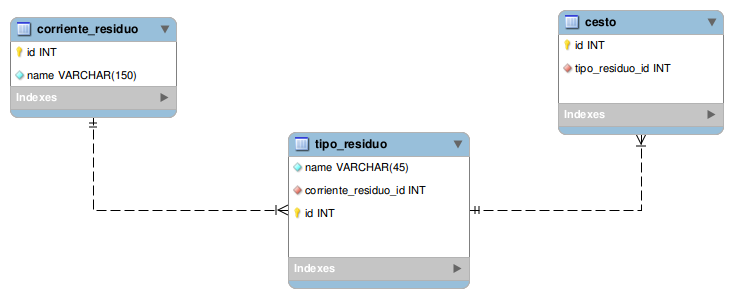 corriente_residuo
id INT
name VARCHAR(150)
Indexes
cesto
id INT
tipo_residuo_id INT
Indexes
tipo_residuo
name VARCHAR(45)
corriente_residuo_id INT
id INT
Indexes